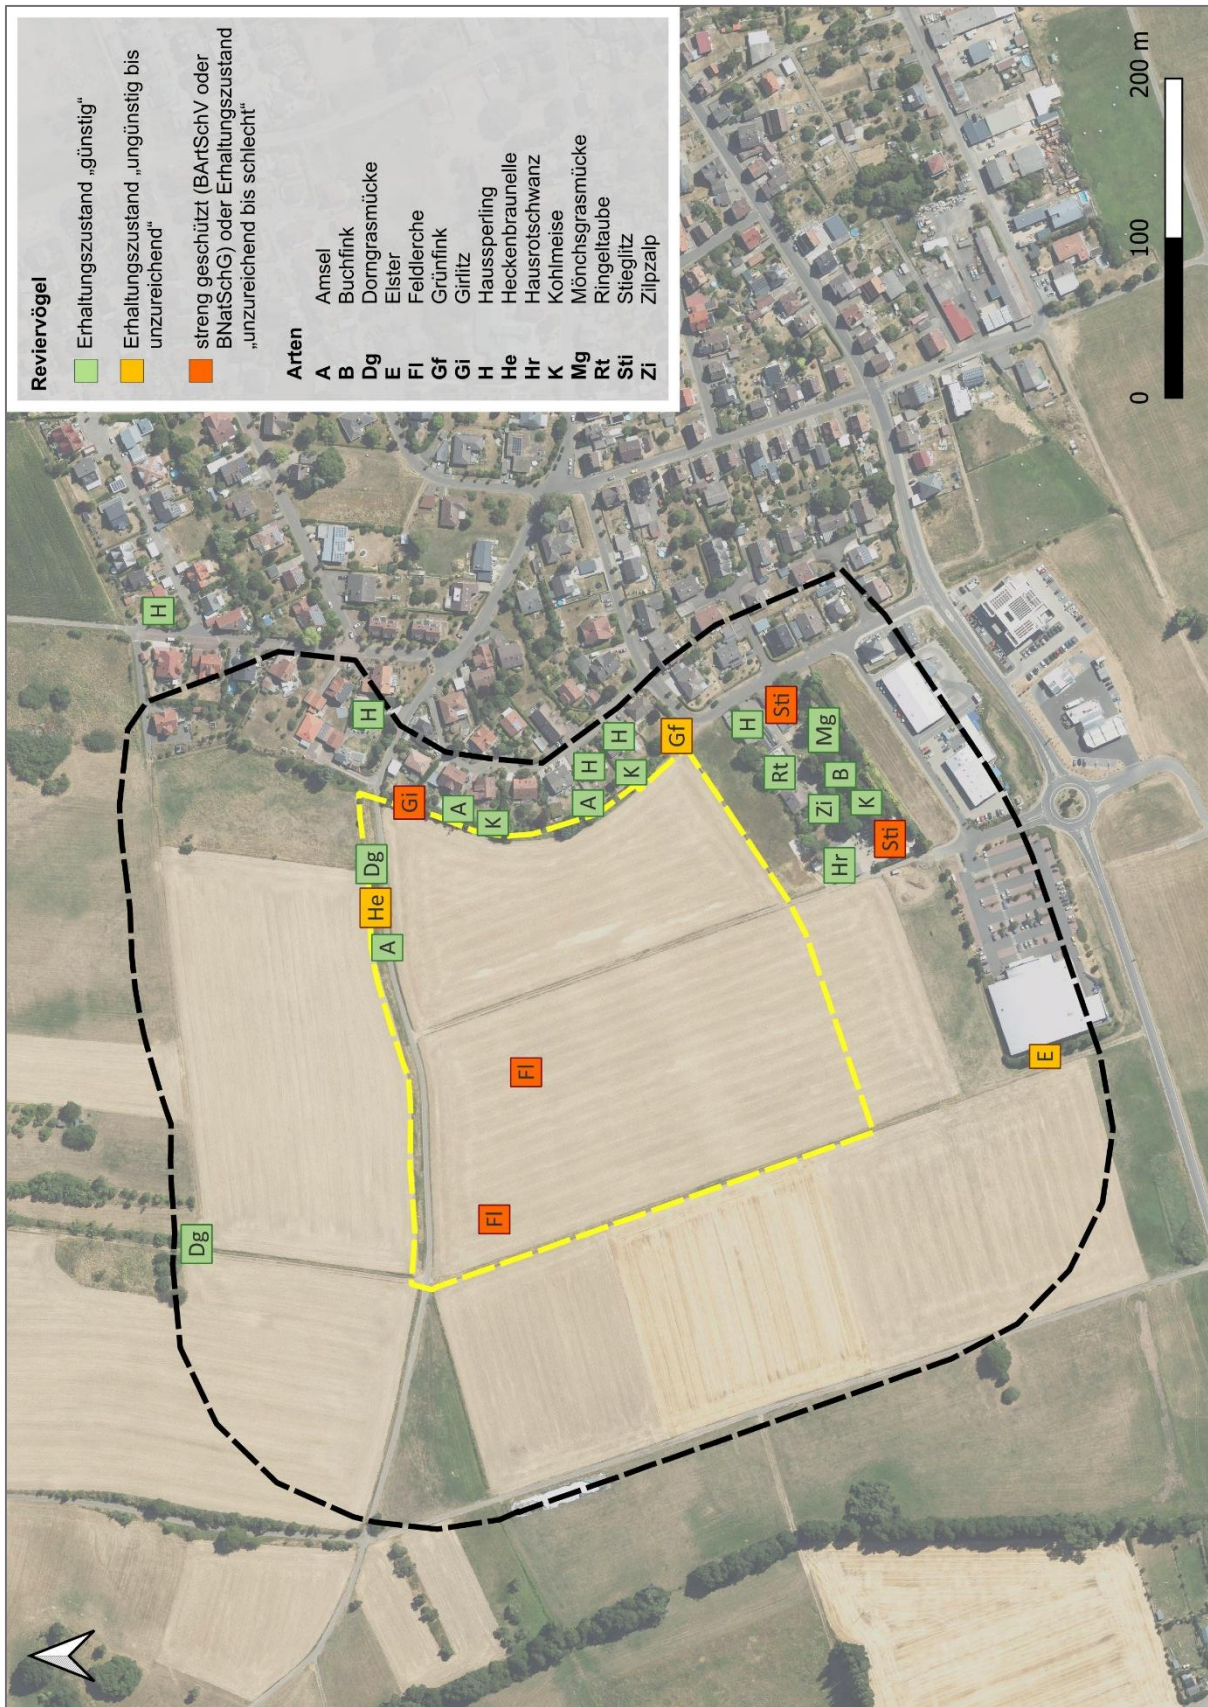 Reviervögel
Erhaltungszustand „günstig“
Erhaltungszustand „ungünstig bis
unzureichend“
streng geschützt (BArtSchV oder
BNatSchG) oder Erhaltungszustand
„unzureichend bis schlecht“
Arten
A Amsel
B Buchfink
Dg Dorngrasmücke
E Elster
Fl Feldlerche
Gf Grünfink
Gi Girlitz
H Haussperling
He Heckenbraunelle
Hr Hausrotschwanz
K Kohlmeise
Mg Mönchsgrasmücke
Rt Ringeltaube
Sti Stieglitz
Zi Zilpzalp
H
Dg
H
He
Dg
A
Gi
A
K
Fl
Fl
A
H
H
K
Gf
H
Rt
Sti
Mg
Zi
Hr
B
K
Sti
E
0 100 200 m